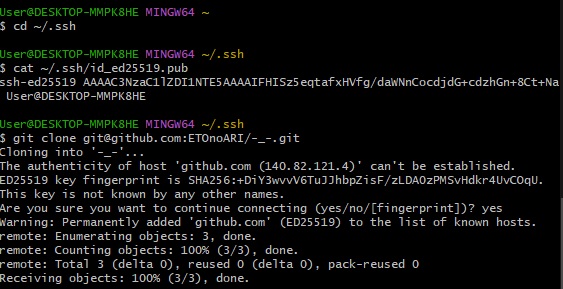 User@DESKTOP-MMPK8HE MINGW64 ~
$ cd ~/.ssh
User@DESKTOP-MMPK8HE MINGW64 ~/.ssh
$ cat ~/.ssh/id_ed25519.pub
ssh-ed25519 AAAAC3NzaC1lZDI1NTE5AAAAIFHISz5eqtafxHVfg/daWNnCocdjdG+cdzhGn+8Ct+Na
User@DESKTOP-MMPK8HE
User@DESKTOP-MMPK8HE MINGW64 ~/.ssh
$ git clone git@github.com:ETOnoARI/-_-.git
Cloning into '-_-'...
The authenticity of host 'github.com (140.82.121.4)' can't be established.
ED25519 key fingerprint is SHA256:+DiY3wvvV6TuJJhbpZisF/zLDA0zPMSvHdkr4UvCOqU.
This key is not known by any other names.
Are you sure you want to continue connecting (yes/no/[fingerprint])? yes
Warning: Permanently added 'github.com' (ED25519) to the list of known hosts.
remote: Enumerating objects: 3, done.
remote: Counting objects: 100% (3/3), done.
remote: Total 3 (delta 0), reused 0 (delta 0), pack-reused 0
Receiving objects: 100% (3/3), done.